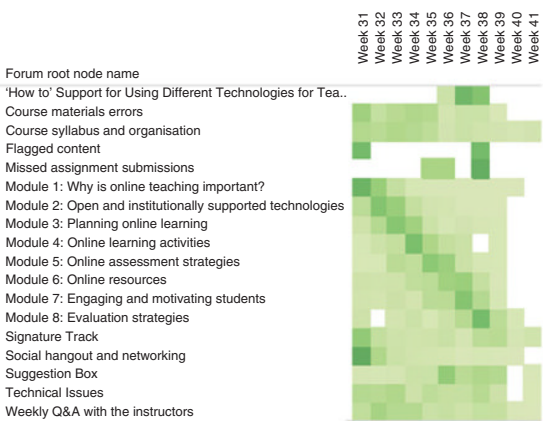 Week 31
Week 32
Week 33
Week 34
Week 35
Week 36
Week 37
Week 38
Week 39
Week 40
Week 41
Forum root node name
‘How to’ Support for Using Different Technologies for Tea..
Course materials errors
Course syllabus and organisation
Flagged content
Missed assignment submissions
Module 1: Why is online teaching important?
Module 2: Open and institutionally supported technologies
Module 3: Planning online learning
Module 4: Online learning activities
Module 5: Online assessment strategies
Module 6: Online resources
Module 7: Engaging and motivating students
Module 8: Evaluation strategies
Signature Track
Social hangout and networking
Suggestion Box
Technical Issues
Weekly Q&A with the instructors